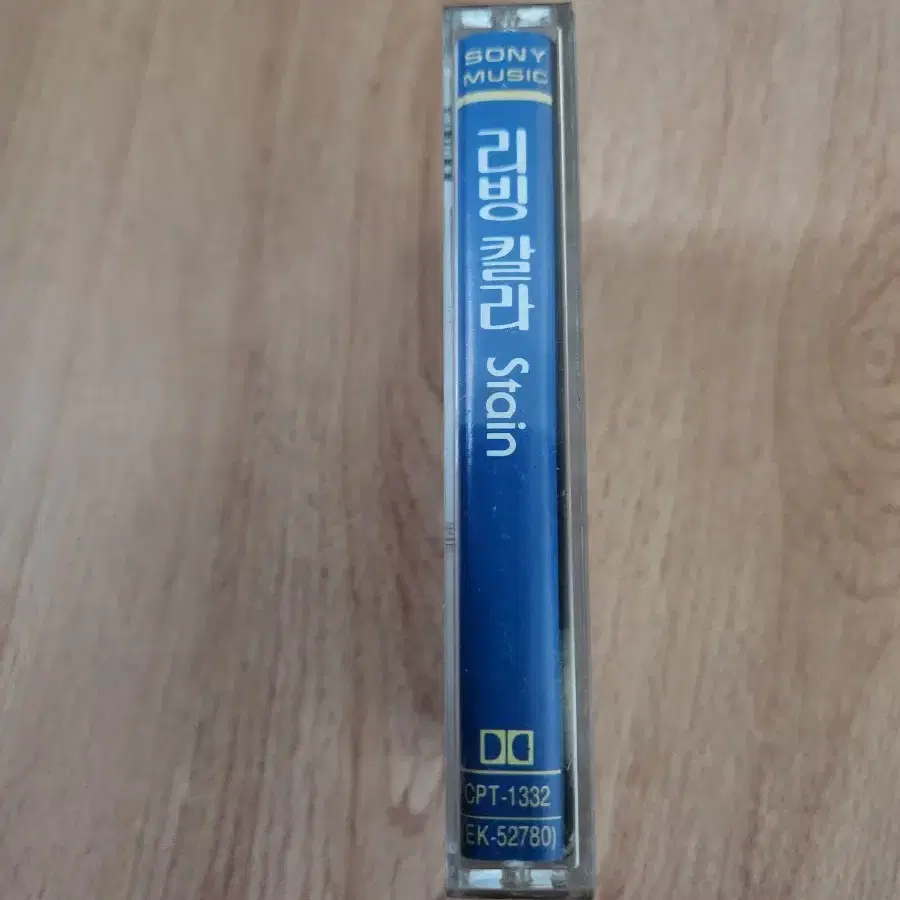 SONY
MUSIC
리빙 칼라 Stain
CPT-1332
EK-52780)